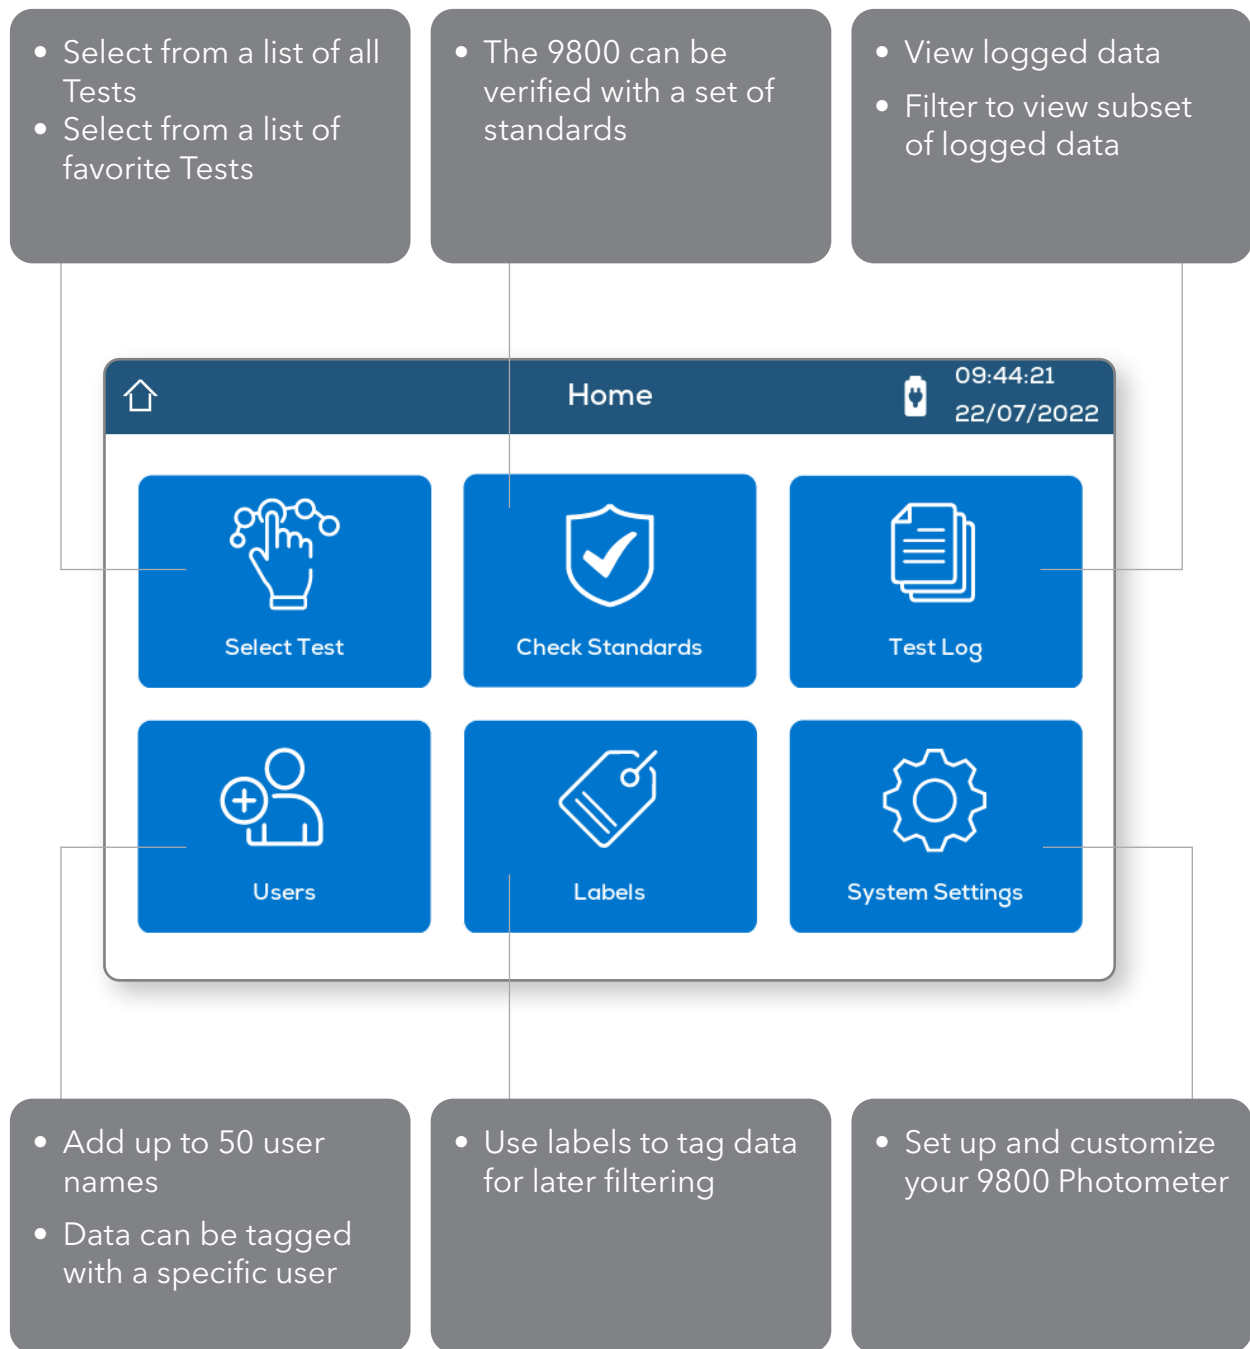 • Select from a list of all
Tests
• Select from a list of
favorite Tests
• The 9800 can be
verified with a set of
standards
• View logged data
• Filter to view subset
of logged data
Home
09:44:21
22/07/2022
Select Test
Check Standards
Test Log
Users
Labels
System Settings
• Add up to 50 user
names
• Data can be tagged
with a specific user
• Use labels to tag data
for later filtering
• Set up and customize
your 9800 Photometer